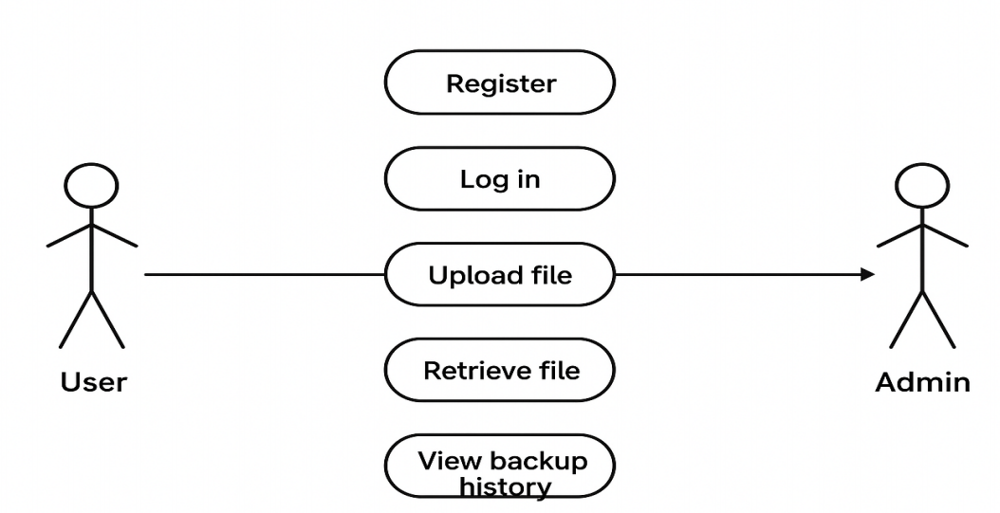 Register
Log in
Upload file
Retrieve file
User
Admin
View backup
history